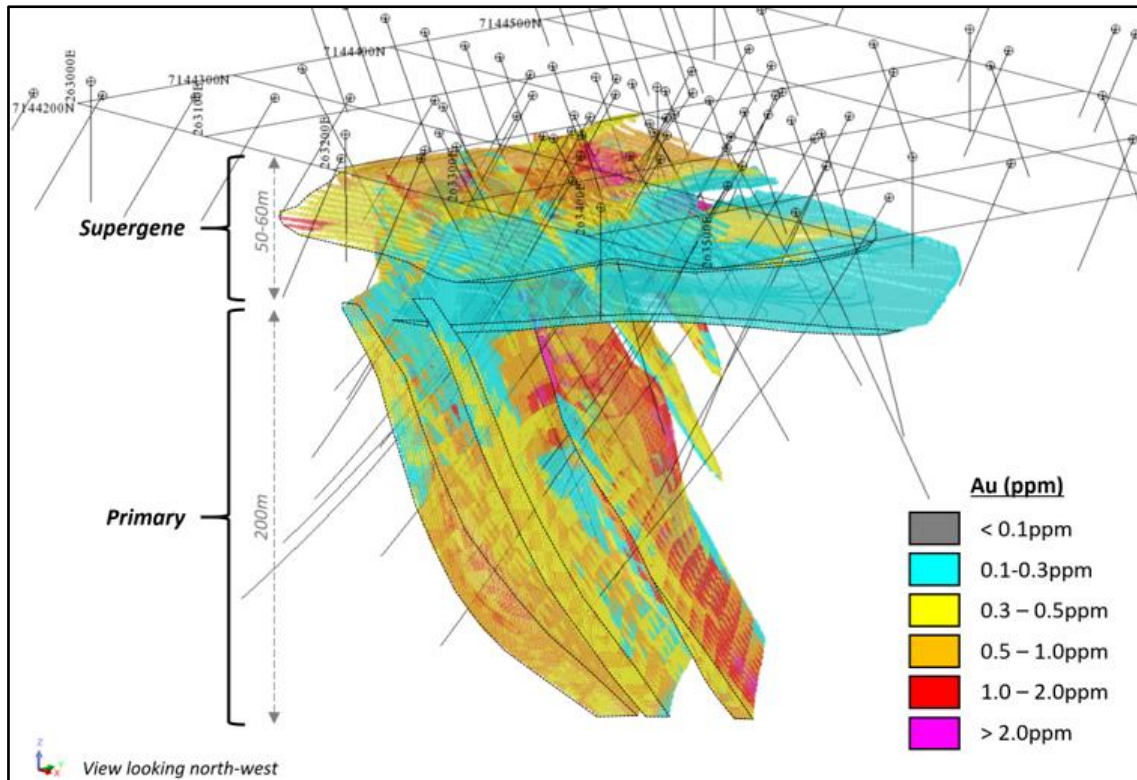 7144500N
7144400N
7144300N
7144200N
263000E
263100E
263200E
263300E
263400E
263500E
Supergene
50-60m
Primary
200m
Au (ppm)
< 0.1ppm
0.1-0.3ppm
0.3 – 0.5ppm
0.5 – 1.0ppm
1.0 – 2.0ppm
> 2.0ppm
Z
Y
X
View looking north-west